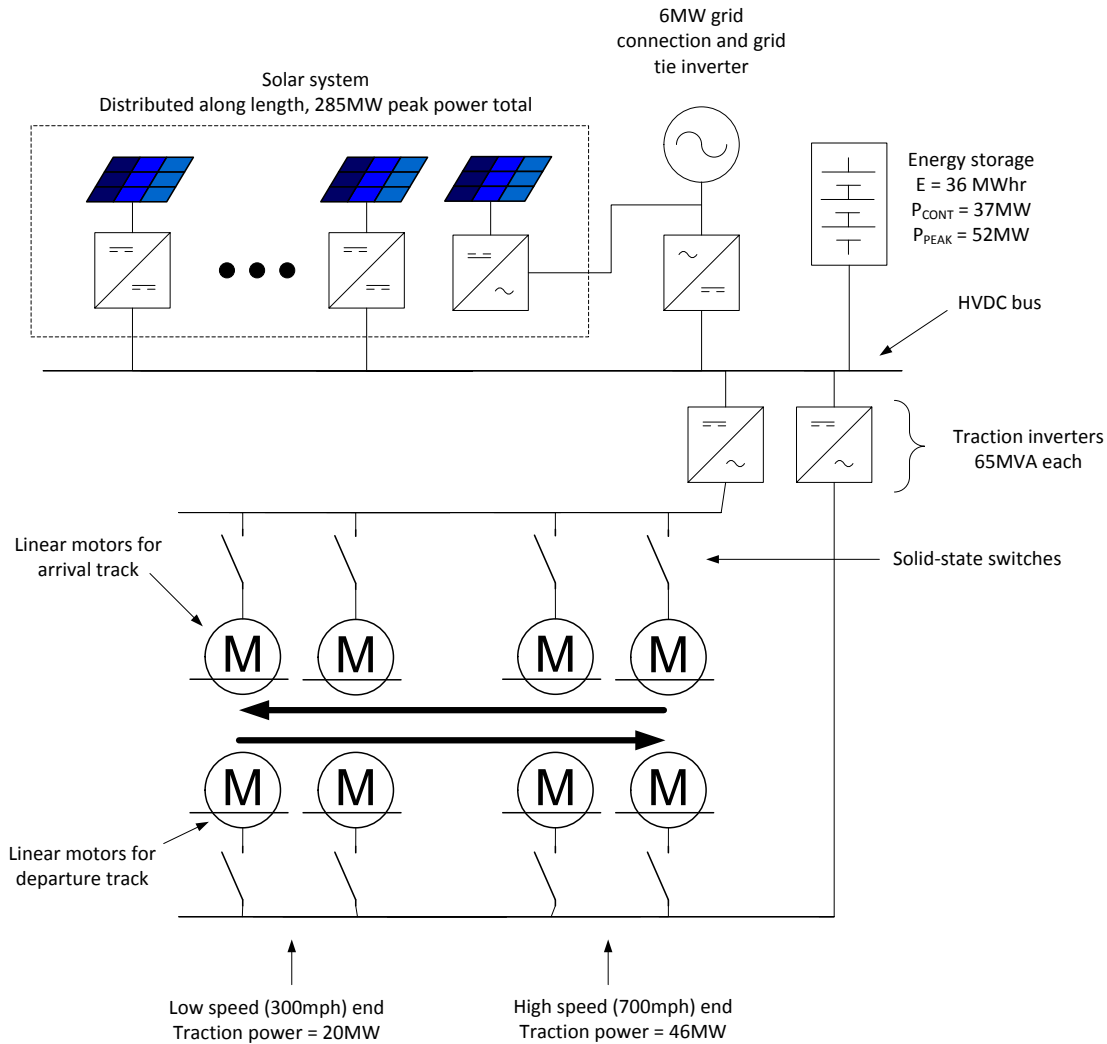 6MW grid
connection and grid
tie inverter
Solar system
Distributed along length, 285MW peak power total
Energy storage
E = 36 MWhr
PCONT = 37MW
PPEAK = 52MW
HVDC bus
Traction inverters
65MVA each
Linear motors for
arrival track
Solid-state switches
M
M
M
M
M
M
M
M
Linear motors for
departure track
Low speed (300mph) end
Traction power = 20MW
High speed (700mph) end
Traction power = 46MW